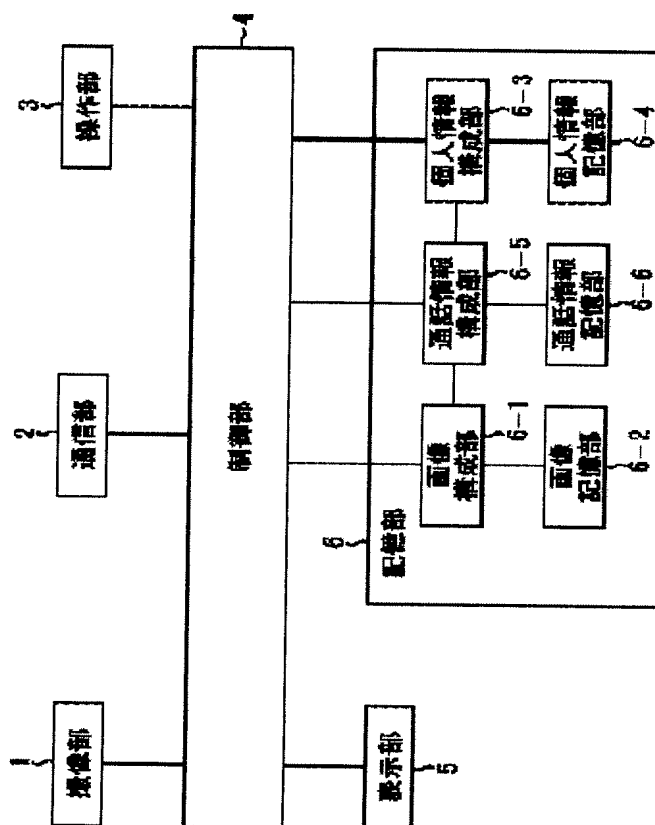 1
撮像部
2
通信部
3
操作部
4
制御部
5
表示部
6
記憶部
画像
構成部
6-1
画像
記憶部
6-2
通話情報
構成部
6-5
通話情報
記憶部
6-6
個人情報
構成部
6-3
個人情報
記憶部
6-4